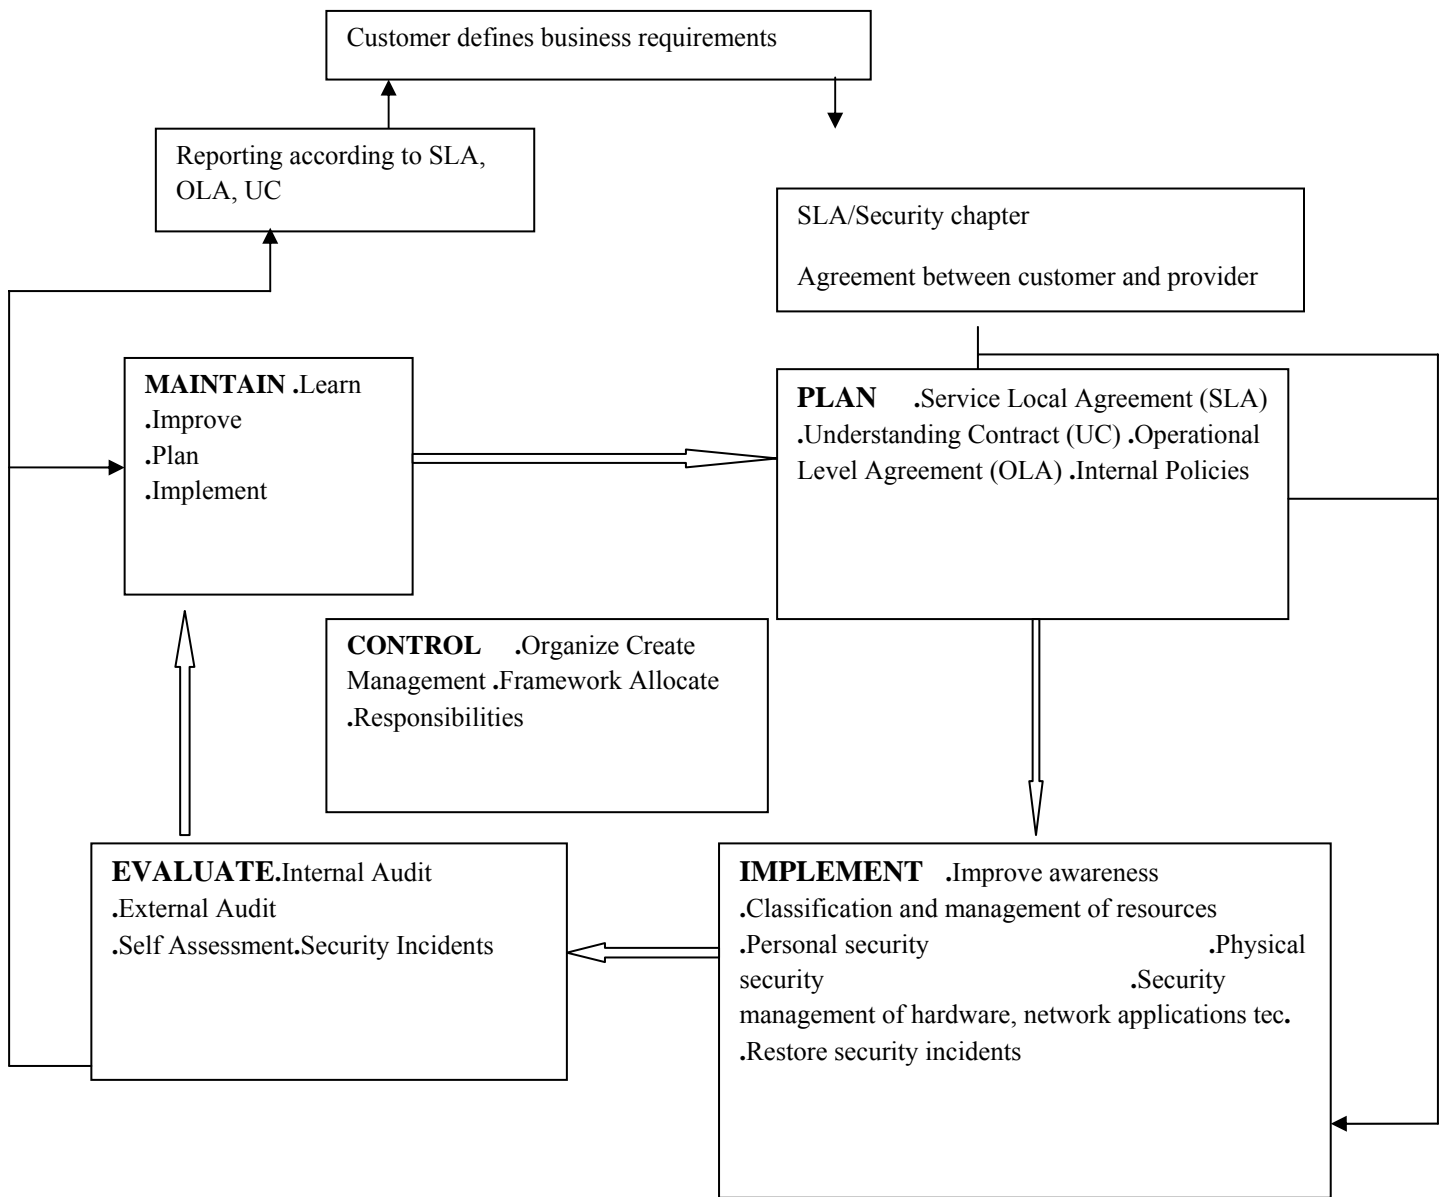 Customer defines business requirements
Reporting according to SLA,
OLA, UC
SLA/Security chapter
Agreement between customer and provider
MAINTAIN .Learn
.Improve
.Plan
.Implement
PLAN .Service Local Agreement (SLA)
.Understanding Contract (UC) .Operational
Level Agreement (OLA) .Internal Policies
CONTROL .Organize Create
Management .Framework Allocate
.Responsibilities
EVALUATE.Internal Audit
.External Audit
.Self Assessment.Security Incidents
IMPLEMENT .Improve awareness
.Classification and management of resources
.Personal security .Physical
security .Security
management of hardware, network applications tec.
.Restore security incidents